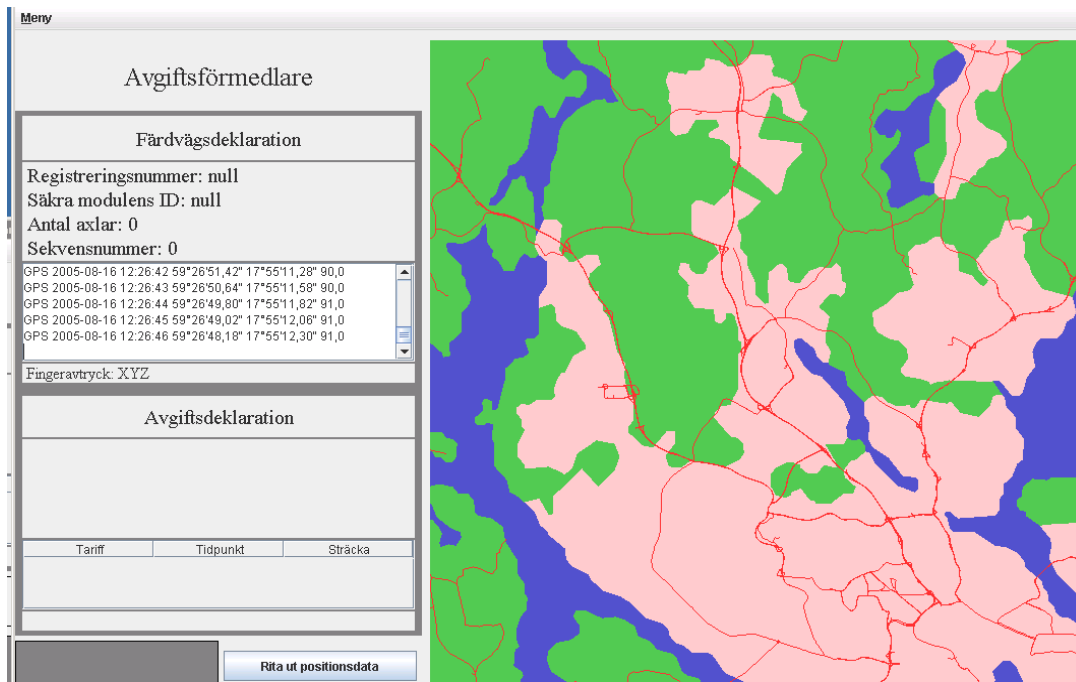 Meny
Avgiftsförmedlare
Färdvägsdeklaration
Registreringsnummer: null
Säkra modulens ID: null
Antal axlar: 0
Sekvensnummer: 0
GPS 2005-08-16 12:26:42 59°26'51,42" 17°55'11,28" 90,0
GPS 2005-08-16 12:26:43 59°26'50,64" 17°55'11,58" 90,0
GPS 2005-08-16 12:26:44 59°26'49,80" 17°55'11,82" 91,0
GPS 2005-08-16 12:26:45 59°26'49,02" 17°55'12,06" 91,0
GPS 2005-08-16 12:26:46 59°26'48,18" 17°55'12,30" 91,0
Fingeravtryck: XYZ
Avgiftsdeklaration
Tariff Tidpunkt Sträcka
Rita ut positionsdata